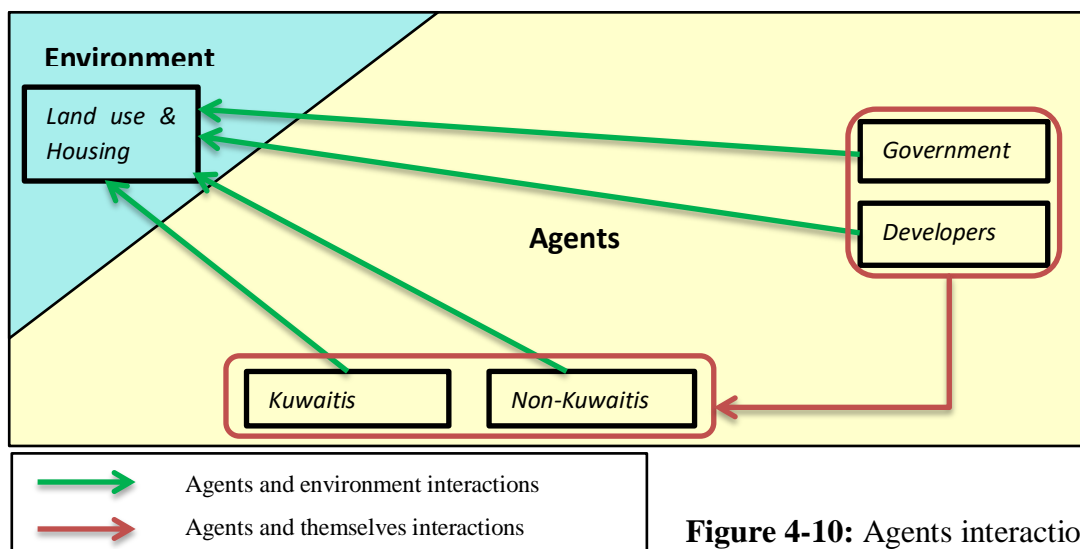 Environment
Land use &
Housing
Government
Developers
Agents
Kuwaitis
Non-Kuwaitis
Agents and environment interactions
Agents and themselves interactions
Figure 4-10: Agents interactio